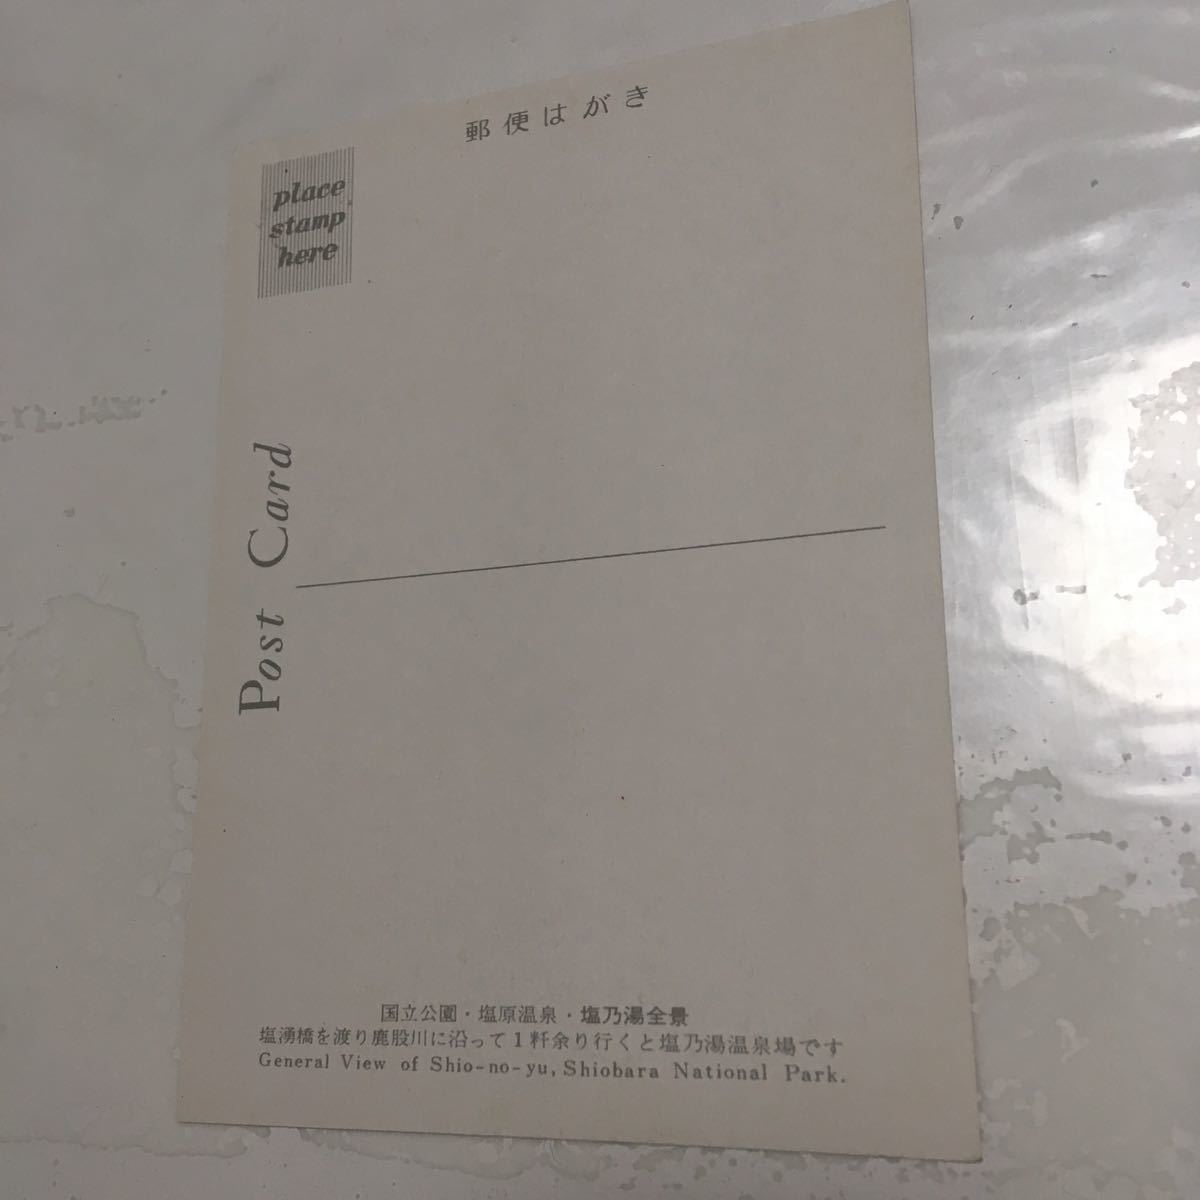 郵便はがき
place
stamp
here
Post Card
国立公園・塩原温泉・塩乃湯全景
塩湧橋を渡り鹿股川に沿って1粁余り行くと塩乃湯温泉場です
General View of Shio-no-yu, Shiobara National Park.